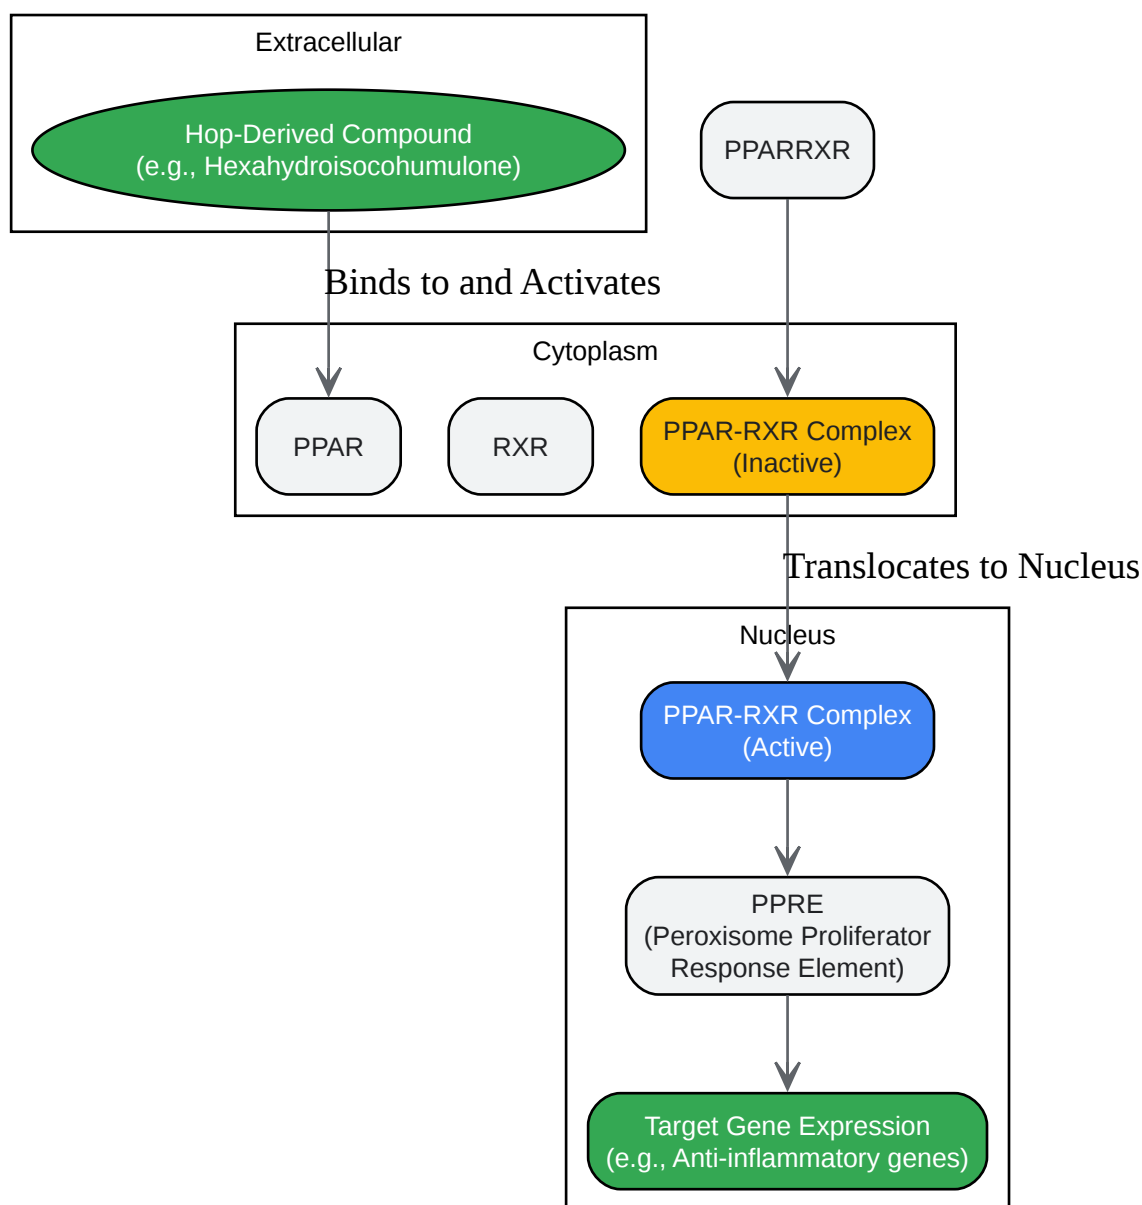 Extracellular
Hop-Derived Compound
(e.g., Hexahydroisocohumulone)
PPARRXR
Binds to and Activates
Cytoplasm
PPAR
RXR
PPAR-RXR Complex
(Inactive)
Translocates to Nucleus
Nucleus
PPAR-RXR Complex
(Active)
PPRE
(Peroxisome Proliferator
Response Element)
Target Gene Expression
(e.g., Anti-inflammatory genes)